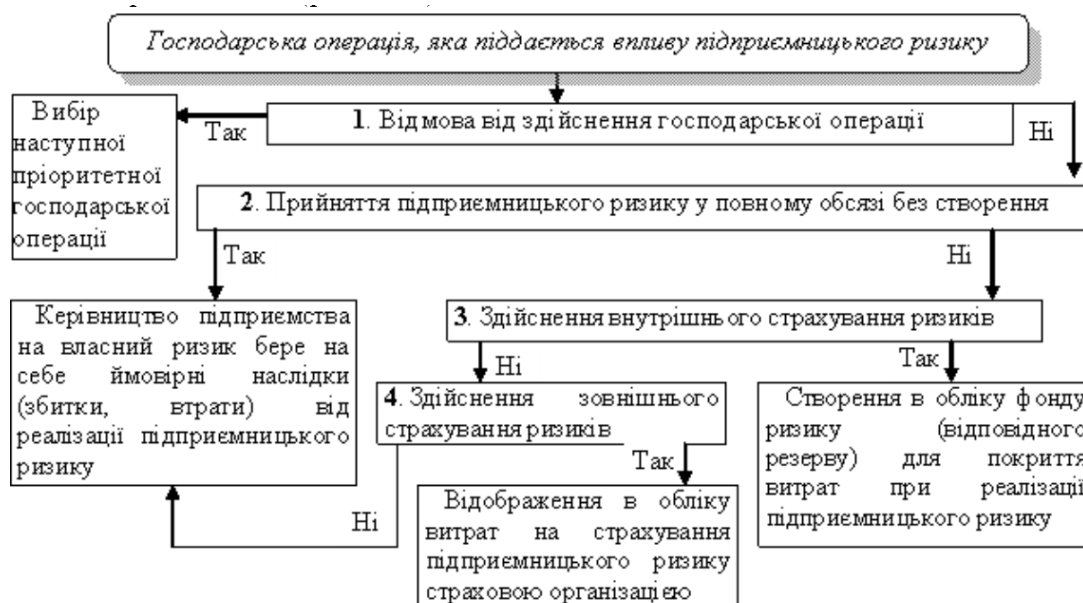 Господарська операція, яка піддається впливу підприємницького ризику
Вибір
наступної
пріоритетної
господарської
операції
Так
1. Відмова від здійснення господарської операції
Ні
2. Прийняття підприємницького ризику у повному обсязі без створення
Так
Ні
Керівництво підприємства
на власний ризик бере на
себе ймовірні наслідки
(збитки, втрати) від
реалізації підприємницького
ризику
3. Здійснення внутрішнього страхування ризиків
Ні
Так
4. Здійснення зовнішнього
страхування ризиків
Створення в обліку фонду
ризику (відповідного
резерву) для покриття
витрат при реалізації
підприємницького ризику
Так
Ні
Відображення в обліку
витрат на страхування
підприємницького ризику
страховою організацією